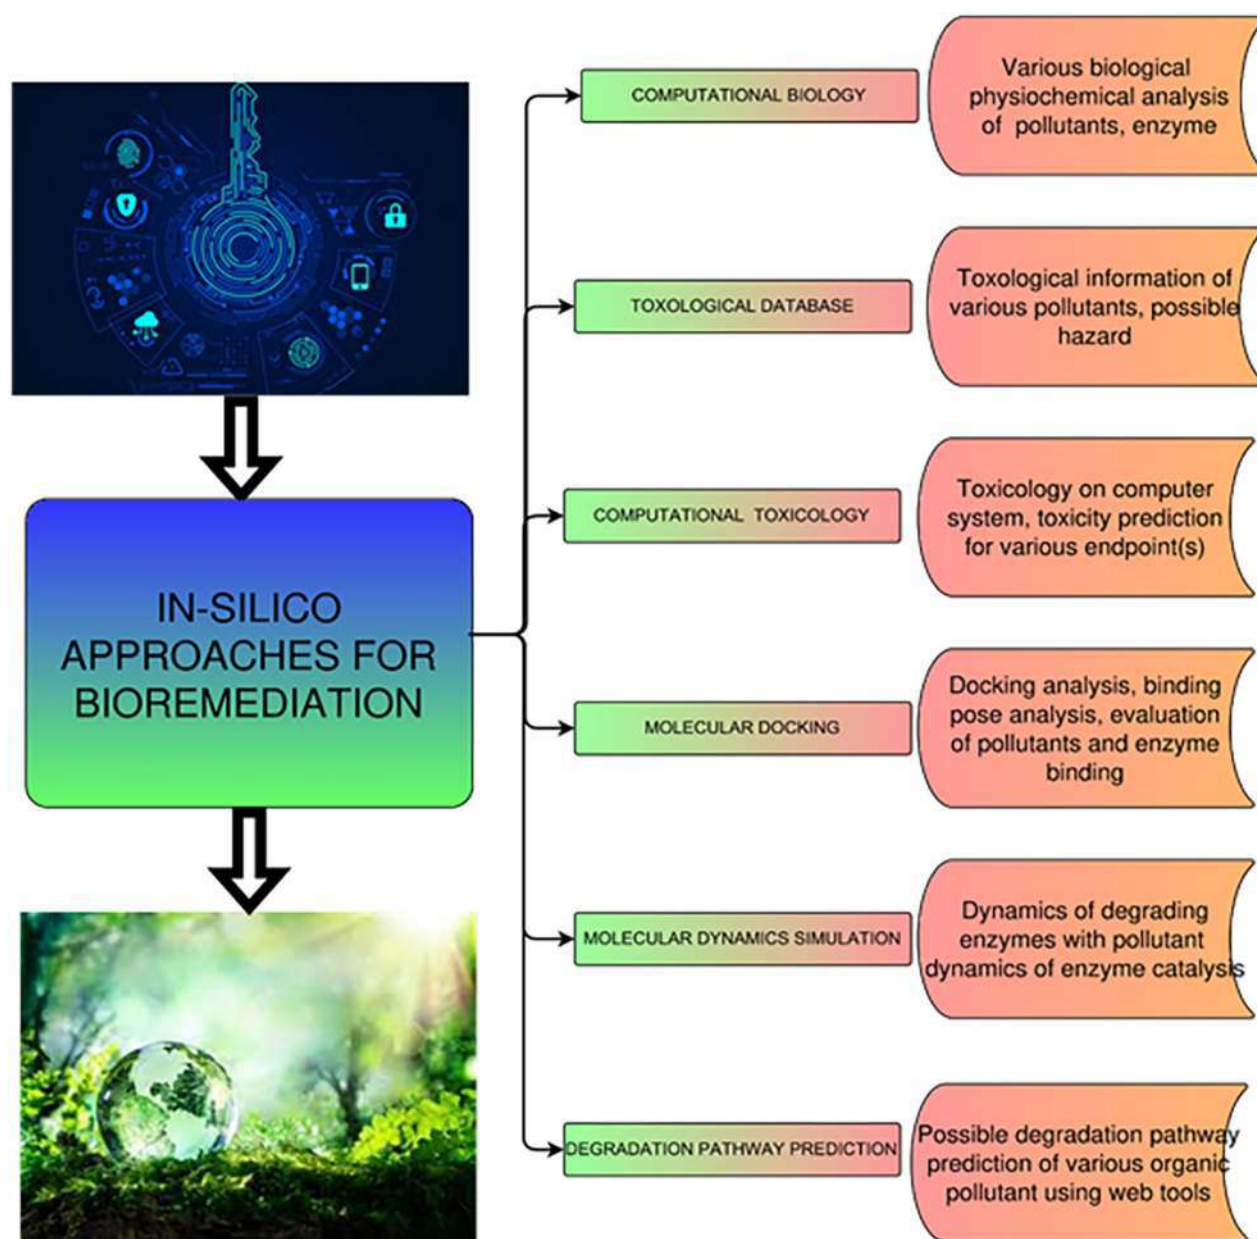 COMPUTATIONAL BIOLOGY
Various biological
physiochemical analysis
of pollutants, enzyme
TOXOLOGICAL DATABASE
Toxological information of
various pollutants, possible
hazard
COMPUTATIONAL TOXICOLOGY
Toxicology on computer
system, toxicity prediction
for various endpoint(s)
IN-SILICO
APPROACHES FOR
BIOREMEDIATION
MOLECULAR DOCKING
Docking analysis, binding
pose analysis, evaluation
of pollutants and enzyme
binding
MOLECULAR DYNAMICS SIMULATION
Dynamics of degrading
enzymes with pollutant
dynamics of enzyme catalysis
DEGRADATION PATHWAY PREDICTION
Possible degradation pathway
prediction of various organic
pollutant using web tools